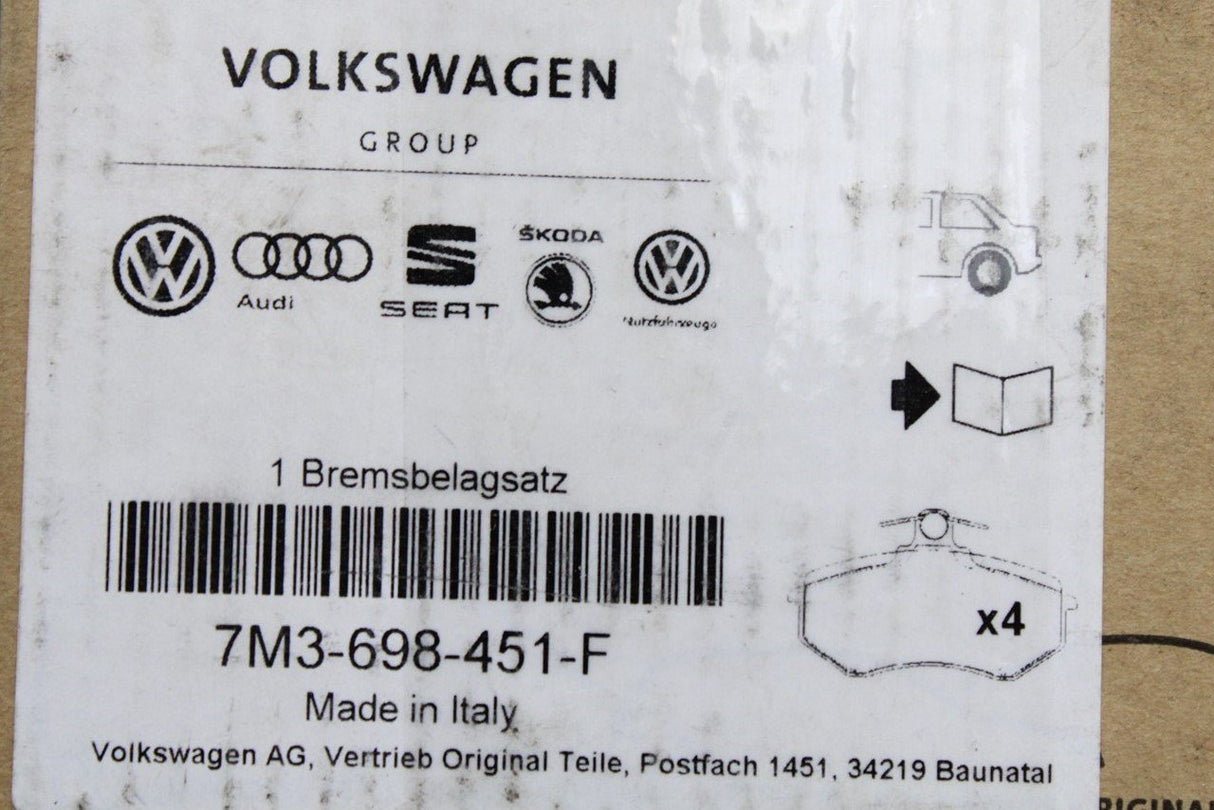 VOLKSWAGEN
GROUP
Audi
SEAT
ŠKODA
Nutzfahrzeuge
1 Bremsbelagsatz
x4
7M3-698-451-F
Made in Italy
Volkswagen AG, Vertrieb Original Teile, Postfach 1451, 34219 Baunatal